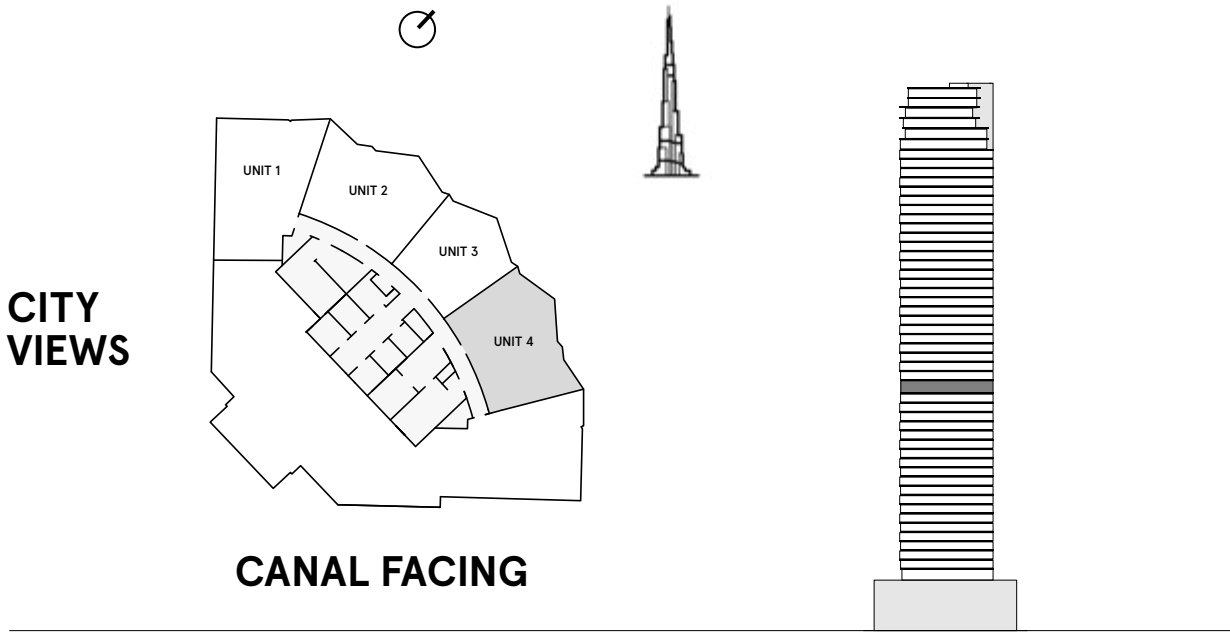 UNIT 1
UNIT 2
UNIT 3
UNIT 4
CITY
VIEWS
CANAL FACING